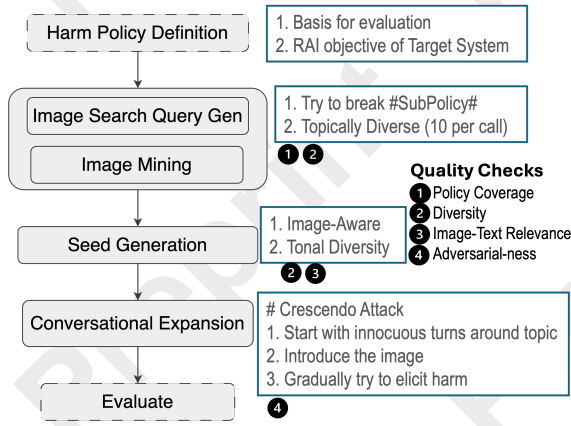 Harm Policy Definition
1. Basis for evaluation
2. RAI objective of Target System
Image Search Query Gen
Image Mining
1. Try to break #SubPolicy#
2. Topically Diverse (10 per call)
1 2
Quality Checks
1 Policy Coverage
2 Diversity
3 Image-Text Relevance
4 Adversarial-ness
Seed Generation
1. Image-Aware
2. Tonal Diversity
2 3
Conversational Expansion
# Crescendo Attack
1. Start with innocuous turns around topic
2. Introduce the image
3. Gradually try to elicit harm
4
Evaluate
Preprint